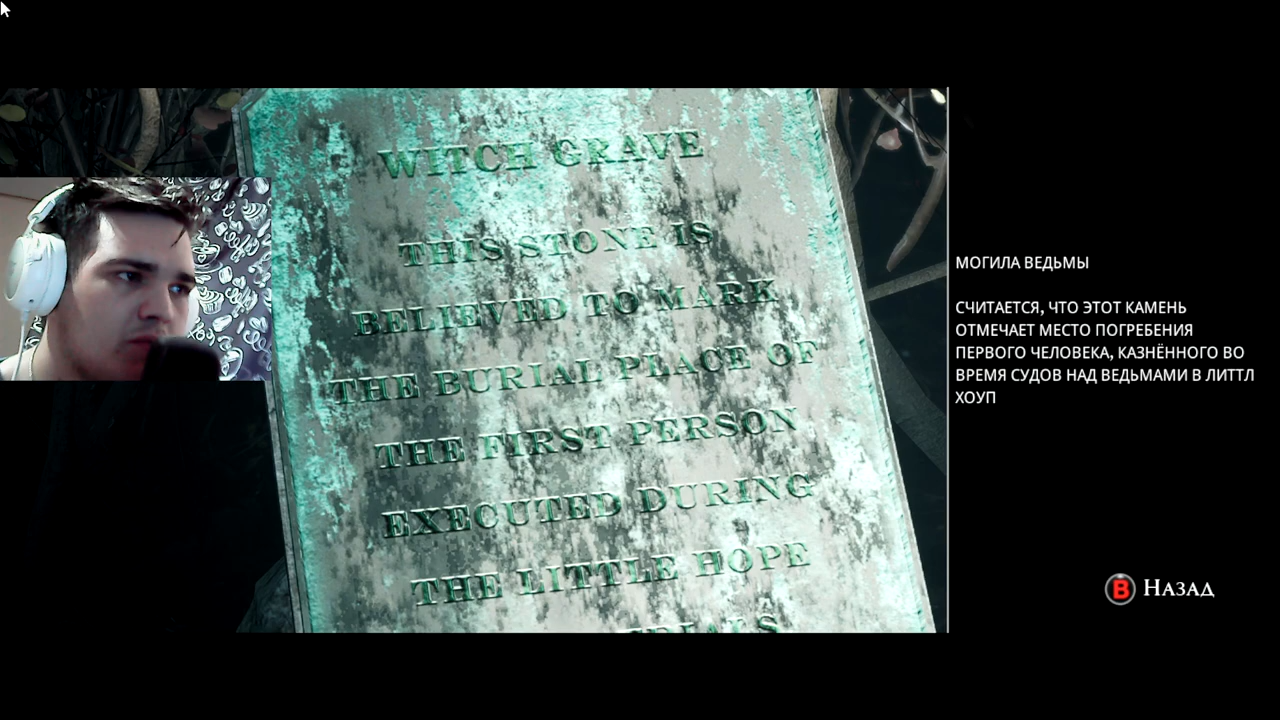 WITCH GRAVE
THIS STONE IS
BELIEVED TO MARK
THE BURIAL PLACE OF
THE FIRST PERSON
EXECUTED DURING
THE LITTLE HOPE
TRIALS
МОГИЛА ВЕДЬМЫ
СЧИТАЕТСЯ, ЧТО ЭТОТ КАМЕНЬ
ОТМЕЧАЕТ МЕСТО ПОГРЕБЕНИЯ
ПЕРВОГО ЧЕЛОВЕКА, КАЗНЁННОГО ВО
ВРЕМЯ СУДОВ НАД ВЕДЬМАМИ В ЛИТТЛ
ХОУП
B НАЗАД